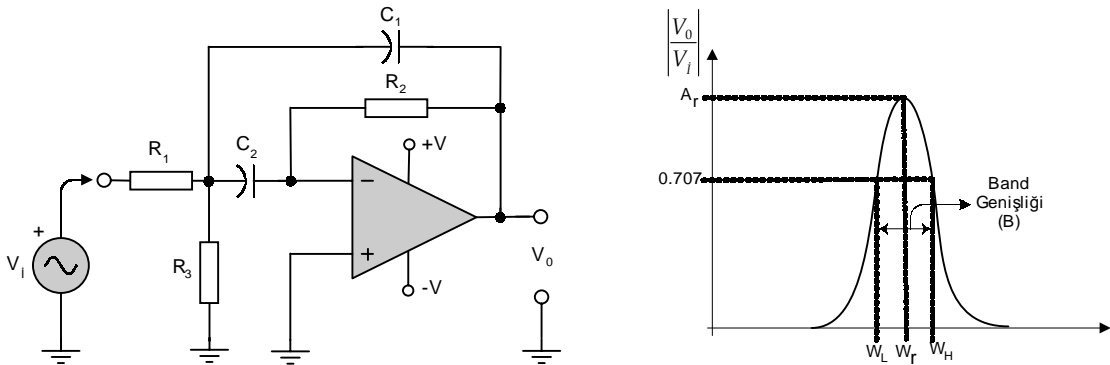 C1
R2
R1
C2
+V
−
+
+
Vi
R3
-V
V0
|V0/Vİ|
Ar
0.707
Band
Genişliği
(B)
WL Wr WH